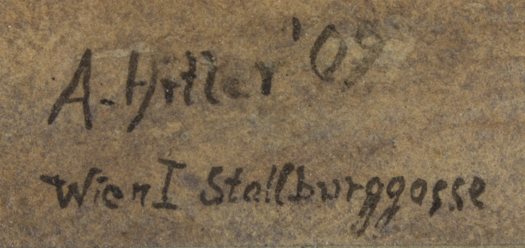 A. Hitler '09
Wien I Stallburggasse